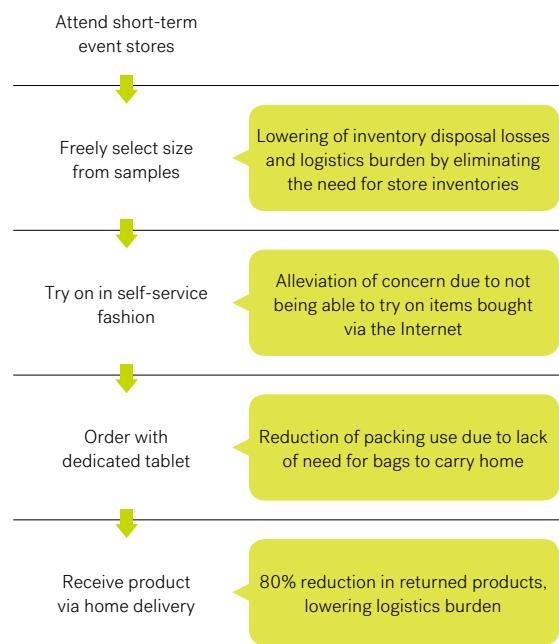 Attend short-term
event stores
Freely select size
from samples
Lowering of inventory disposal losses
and logistics burden by eliminating
the need for store inventories
Try on in self-service
fashion
Alleviation of concern due to not
being able to try on items bought
via the Internet
Order with
dedicated tablet
Reduction of packing use due to lack
of need for bags to carry home
Receive product
via home delivery
80% reduction in returned products,
lowering logistics burden